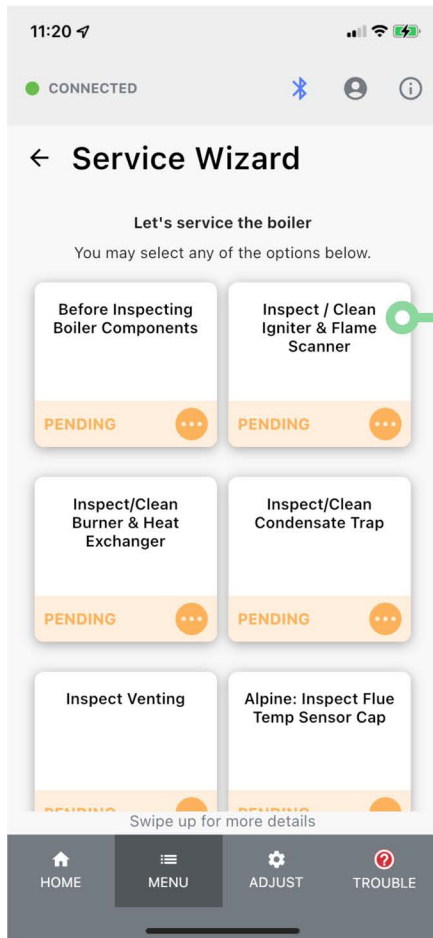 11:20
CONNECTED
Service Wizard
Let's service the boiler
You may select any of the options below.
Before Inspecting
Boiler Components
PENDING
Inspect / Clean
Igniter & Flame
Scanner
PENDING
Inspect/Clean
Burner & Heat
Exchanger
PENDING
Inspect/Clean
Condensate Trap
PENDING
Inspect Venting
PENDING
Alpine: Inspect Flue
Temp Sensor Cap
PENDING
Swipe up for more details
HOME
MENU
ADJUST
TROUBLE